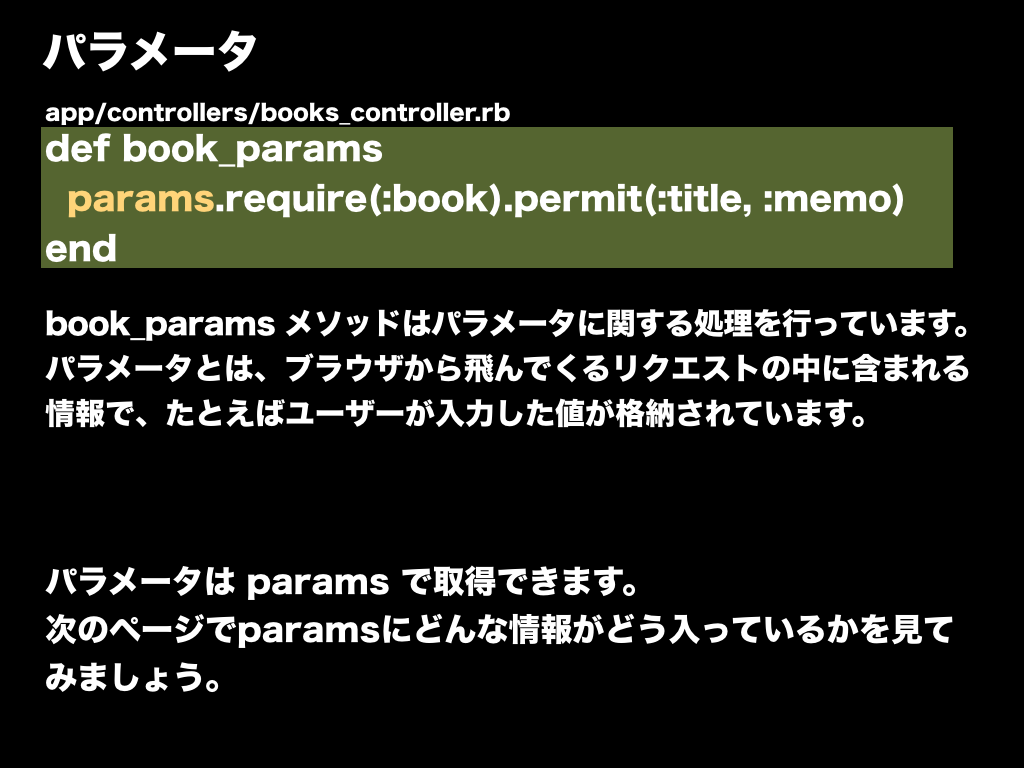 パラメータ
app/controllers/books_controller.rb
def book_params
params.require(:book).permit(:title, :memo)
end
book_params メソッドはパラメータに関する処理を行っています。
パラメータとは、ブラウザから飛んでくるリクエストの中に含まれる
情報で、たとえばユーザーが入力した値が格納されています。
パラメータは params で取得できます。
次のページでparamsにどんな情報がどう入っているかを見て
みましょう。